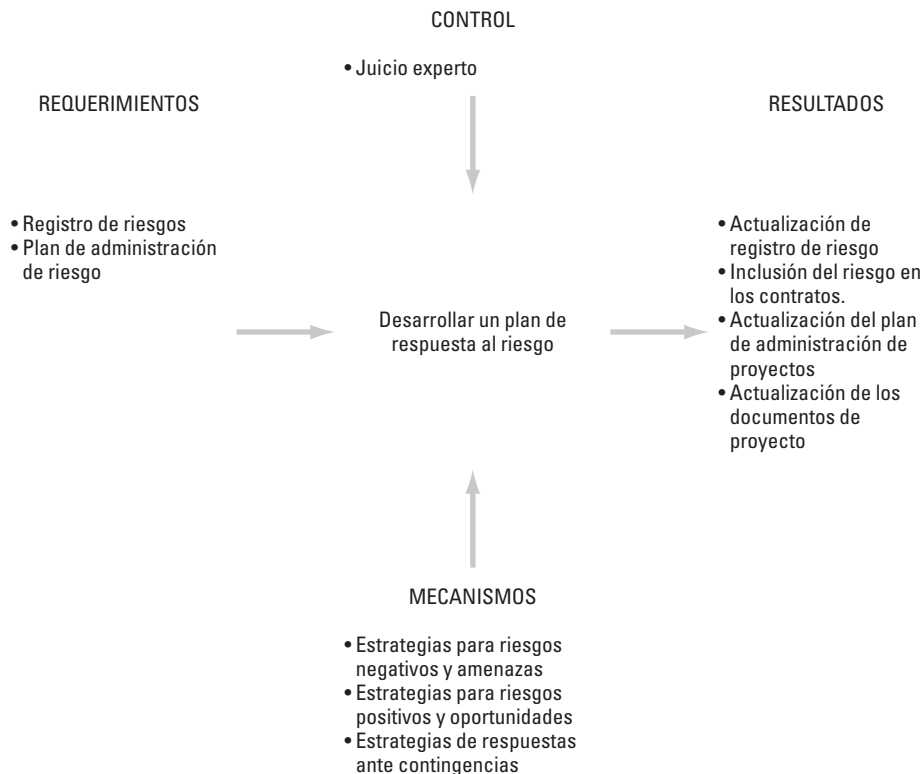 CONTROL
• Juicio experto
REQUERIMIENTOS
RESULTADOS
• Registro de riesgos
• Plan de administración
de riesgo
Desarrollar un plan de
respuesta al riesgo
• Actualización de
registro de riesgo
• Inclusión del riesgo en
los contratos.
• Actualización del plan
de administración de
proyectos
• Actualización de los
documentos de
proyecto
MECANISMOS
• Estrategias para riesgos
negativos y amenazas
• Estrategias para riesgos
positivos y oportunidades
• Estrategias de respuestas
ante contingencias